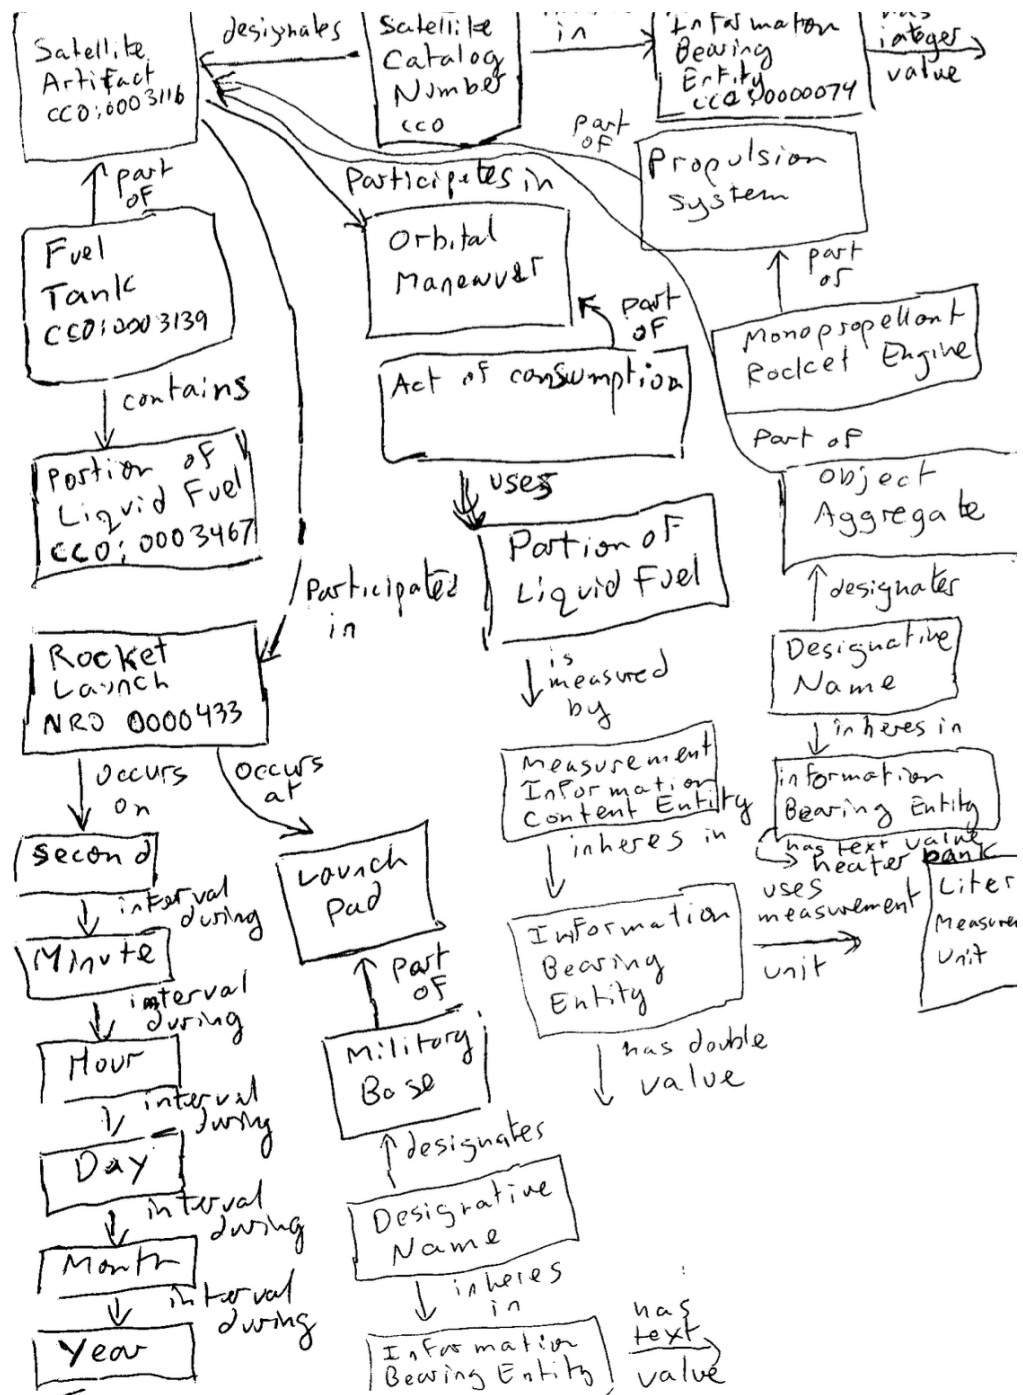 Satellite
Artifact
CCO:0003116
designates
Satellite
Catalog
Number
CCO
in
Information
Bearing
Entity
CCO:0000074
has
integer
value
part
of
Propulsion
System
part
of
Participates in
Orbital
Maneuver
part
of
Monopropellant
Rocket Engine
Fuel
Tank
CCO:0003139
part
of
Act of consumption
contains
Part of
Object
Aggregate
Portion of
Liquid Fuel
CCO:0003467
uses
Portion of
Liquid Fuel
designates
Participated
in
Designative
Name
Rocket
Launch
NRO 0000433
is
measured
by
inheres in
occurs
on
occurs
at
Measurement
Information
Content Entity
information
Bearing Entity
has text value
heater bank
inheres in
Second
Launch
Pad
uses
measurement
unit
Liter
Measure
Unit
interval
during
Minute
Information
Bearing
Entity
Part
of
interval
during
Hour
Military
Base
has double
value
interval
during
Day
designates
interval
during
Designative
Name
Month
interval
during
inheres
in
has
text
value
Year
Information
Bearing Entity